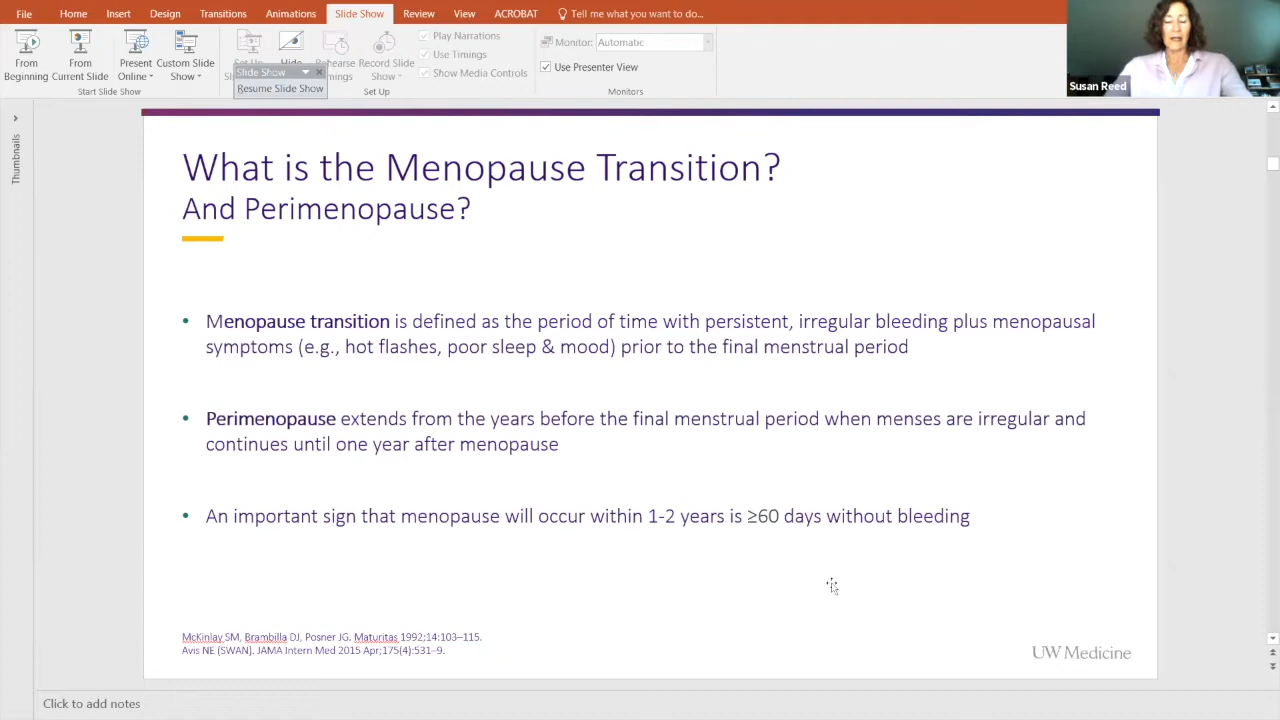 File Home Insert Design Transitions Animations Slide Show Review View ACROBAT Tell me what you want to do...
From Beginning
From Current Slide
Present Online
Custom Slide Show
Hide
Record Slide Show
Play Narrations
Use Timings
Show Media Controls
Monitor: Automatic
Use Presenter View
Slide Show
Resume Slide Show
Start Slide Show
Set Up
Monitors
Susan Reed
Thumbnails
What is the Menopause Transition?
And Perimenopause?
• Menopause transition is defined as the period of time with persistent, irregular bleeding plus menopausal
symptoms (e.g., hot flashes, poor sleep & mood) prior to the final menstrual period
• Perimenopause extends from the years before the final menstrual period when menses are irregular and
continues until one year after menopause
• An important sign that menopause will occur within 1-2 years is ≥60 days without bleeding
McKinlay SM, Brambilla DJ, Posner JG. Maturitas 1992;14:103–115.
Avis NE (SWAN). JAMA Intern Med 2015 Apr;175(4):531–9.
UW Medicine
Click to add notes